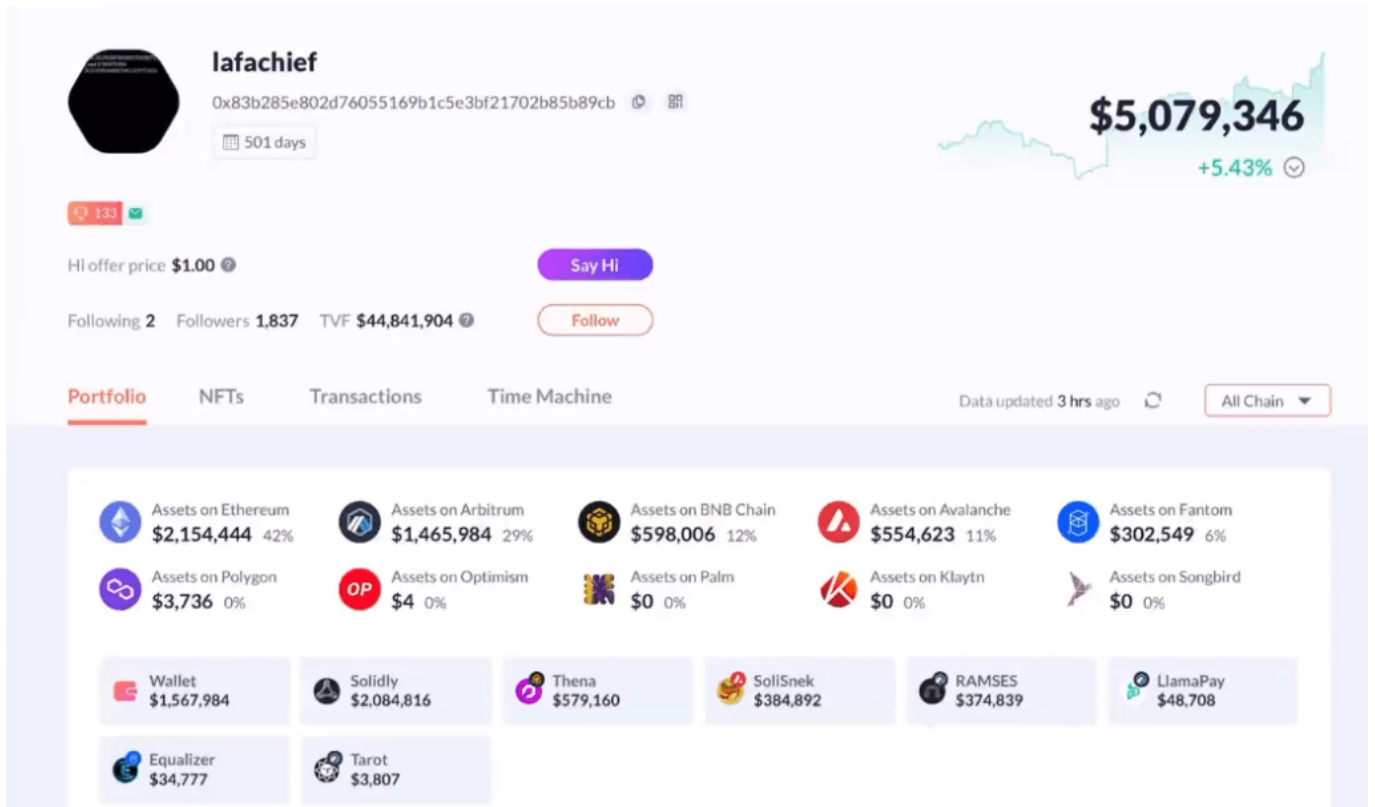 lafachief
0x83b285e802d76055169b1c5e3bf21702b85b89cb
501 days
$5,079,346
+5.43%
133
Hi offer price $1.00 ?
Say Hi
Following 2 Followers 1,837 TVF $44,841,904 ?
Follow
Portfolio NFTs Transactions Time Machine
Data updated 3 hrs ago
All Chain
Assets on Ethereum
$2,154,444 42%
Assets on Arbitrum
$1,465,984 29%
Assets on BNB Chain
$598,006 12%
Assets on Avalanche
$554,623 11%
Assets on Fantom
$302,549 6%
Assets on Polygon
$3,736 0%
OP
Assets on Optimism
$4 0%
Assets on Palm
$0 0%
Assets on Klaytn
$0 0%
Assets on Songbird
$0 0%
Wallet
$1,567,984
Solidly
$2,084,816
Thena
$579,160
SoliSnek
$384,892
RAMSES
$374,839
LlamaPay
$48,708
Equalizer
$34,777
Tarot
$3,807